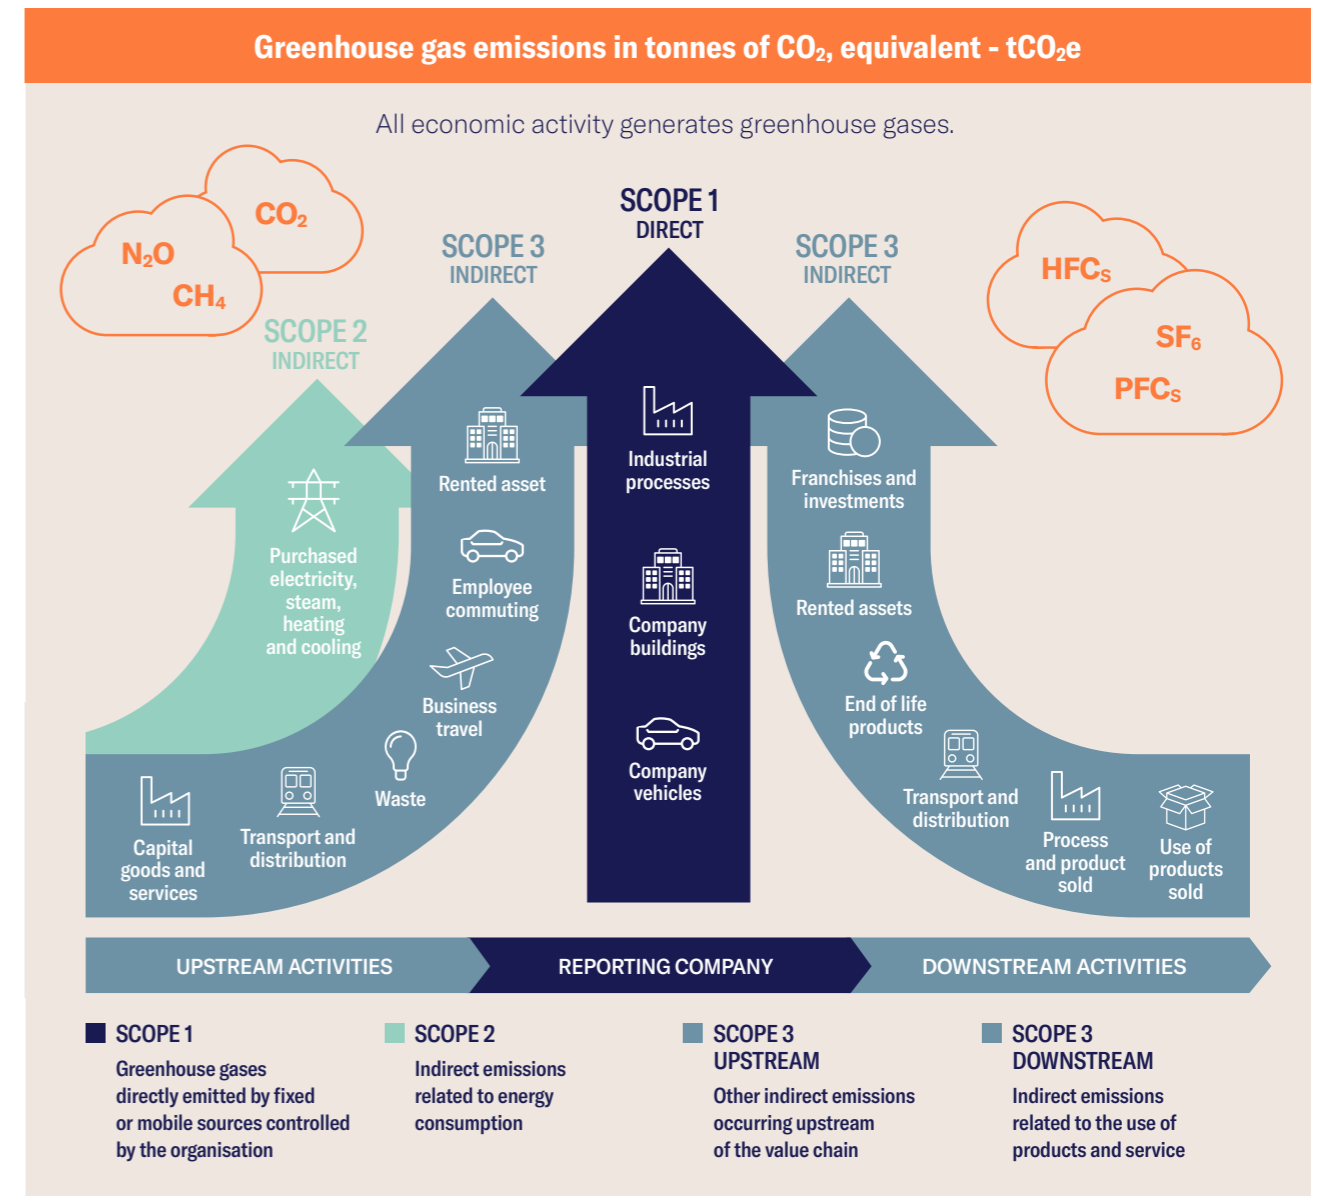 Greenhouse gas emissions in tonnes of CO₂, equivalent - tCO₂e
All economic activity generates greenhouse gases.
CO₂
N₂O
CH₄
SCOPE 2
INDIRECT
SCOPE 3
INDIRECT
SCOPE 1
DIRECT
SCOPE 3
INDIRECT
HFCs
SF₆
PFCs
Purchased
electricity,
steam,
heating
and cooling
Rented asset
Employee
commuting
Business
travel
Waste
Transport and
distribution
Capital
goods and
services
Industrial
processes
Company
buildings
Company
vehicles
Franchises and
investments
Rented assets
End of life
products
Transport and
distribution
Process
and product
sold
Use of
products
sold
UPSTREAM ACTIVITIES
REPORTING COMPANY
DOWNSTREAM ACTIVITIES
SCOPE 1
Greenhouse gases
directly emitted by fixed
or mobile sources controlled
by the organisation
SCOPE 2
Indirect emissions
related to energy
consumption
SCOPE 3
UPSTREAM
Other indirect emissions
occurring upstream
of the value chain
SCOPE 3
DOWNSTREAM
Indirect emissions
related to the use of
products and service